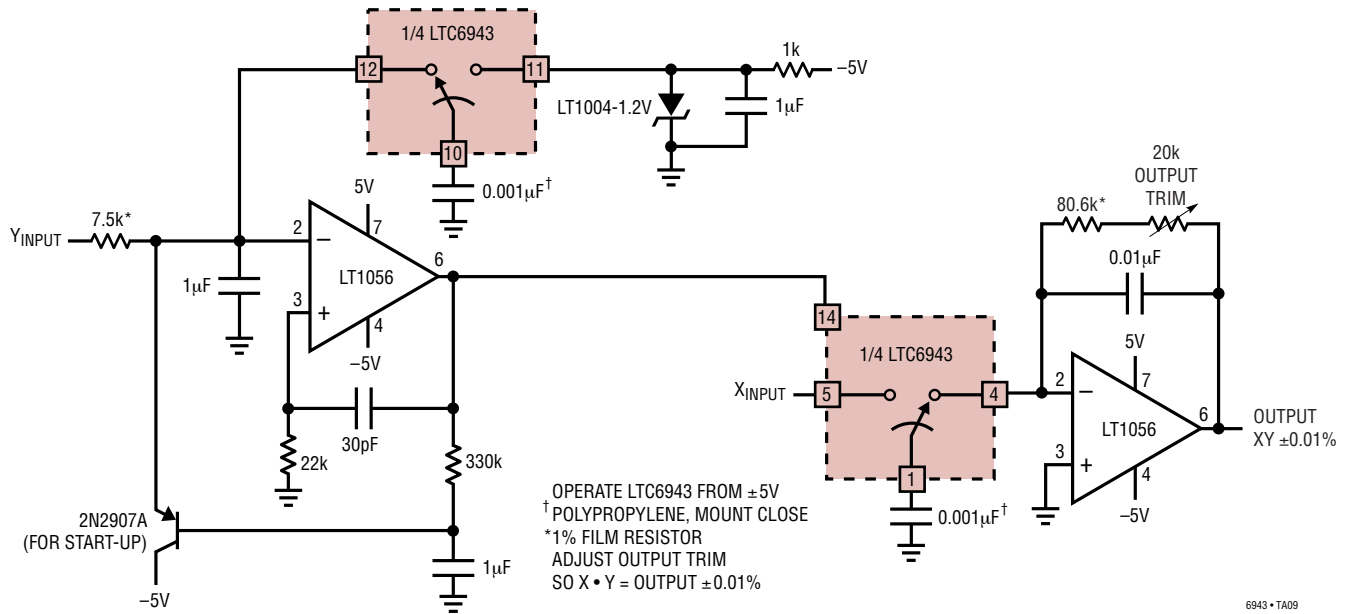 1/4 LTC6943
12
11
10
1k
–5V
LT1004-1.2V
1µF
0.001µF†
5V
7
7.5k*
YINPUT
2
–
6
LT1056
1µF
3
+
4
–5V
30pF
22k
330k
2N2907A
(FOR START-UP)
–5V
1µF
OPERATE LTC6943 FROM ±5V
†POLYPROPYLENE, MOUNT CLOSE
*1% FILM RESISTOR
ADJUST OUTPUT TRIM
SO X • Y = OUTPUT ±0.01%
14
1/4 LTC6943
XINPUT
5
4
1
0.001µF†
20k
OUTPUT
TRIM
80.6k*
0.01µF
5V
7
2
–
6
LT1056
3
+
4
–5V
OUTPUT
XY ±0.01%
6943 • TA09